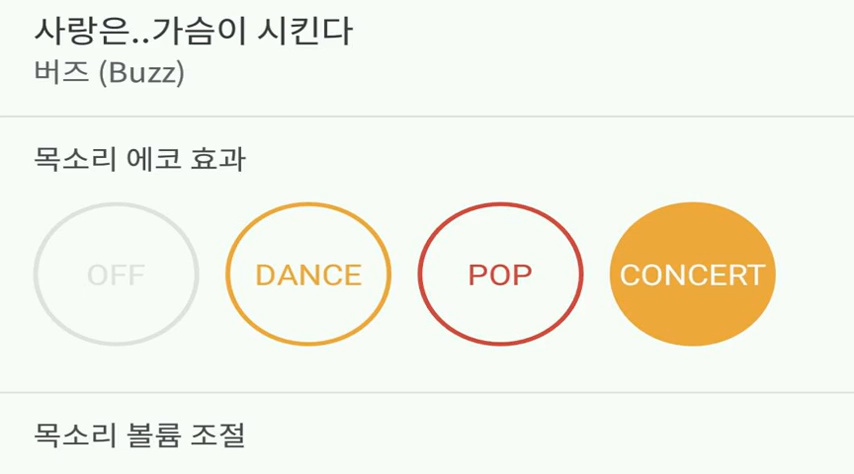 사랑은..가슴이 시킨다
버즈 (Buzz)
목소리 에코 효과
OFF DANCE POP CONCERT
목소리 볼륨 조절